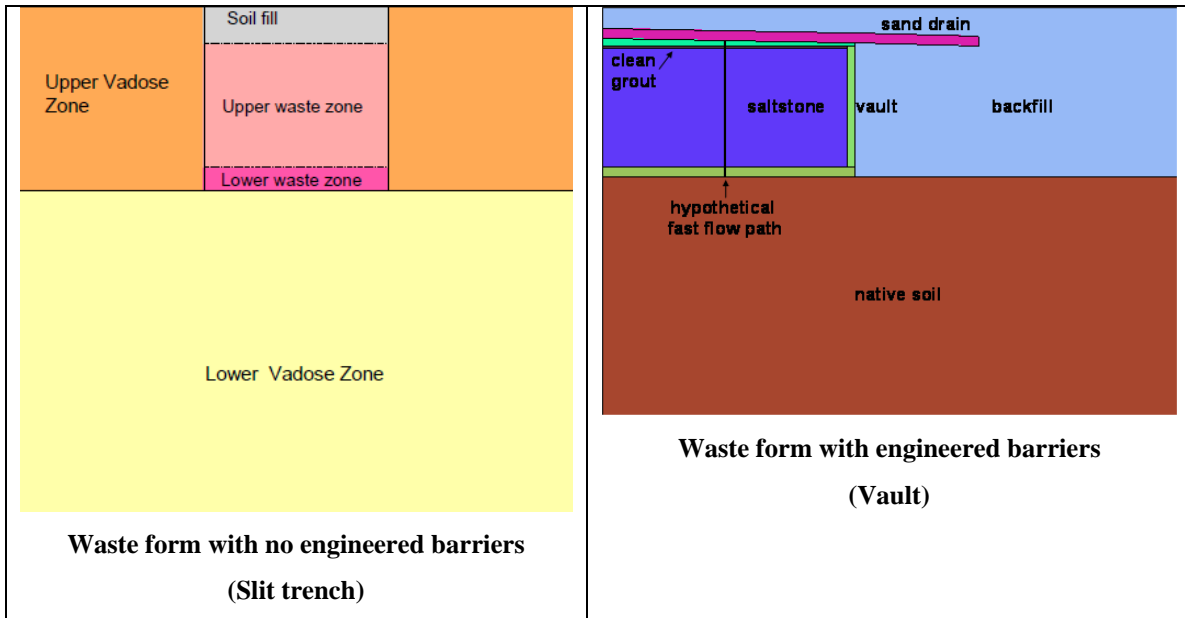 Soil fill
Upper Vadose
Zone
Upper waste zone
Lower waste zone
Lower Vadose Zone
Waste form with no engineered barriers
(Slit trench)
sand drain
clean
grout
saltstone
vault
backfill
hypothetical
fast flow path
native soil
Waste form with engineered barriers
(Vault)